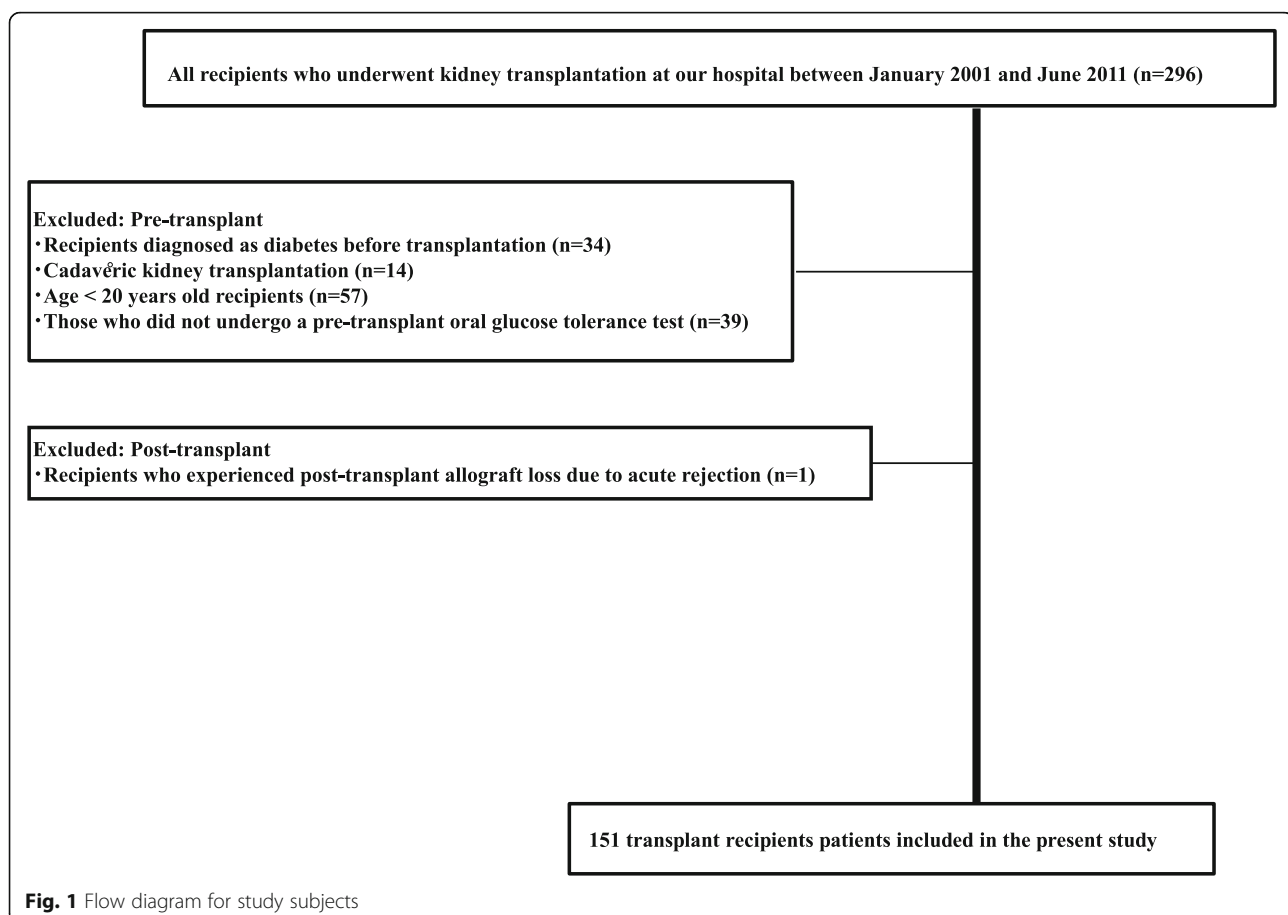 All recipients who underwent kidney transplantation at our hospital between January 2001 and June 2011 (n=296)
Excluded: Pre-transplant
・Recipients diagnosed as diabetes before transplantation (n=34)
・Cadaveric kidney transplantation (n=14)
・Age < 20 years old recipients (n=57)
・Those who did not undergo a pre-transplant oral glucose tolerance test (n=39)
Excluded: Post-transplant
・Recipients who experienced post-transplant allograft loss due to acute rejection (n=1)
151 transplant recipients patients included in the present study
Fig. 1 Flow diagram for study subjects